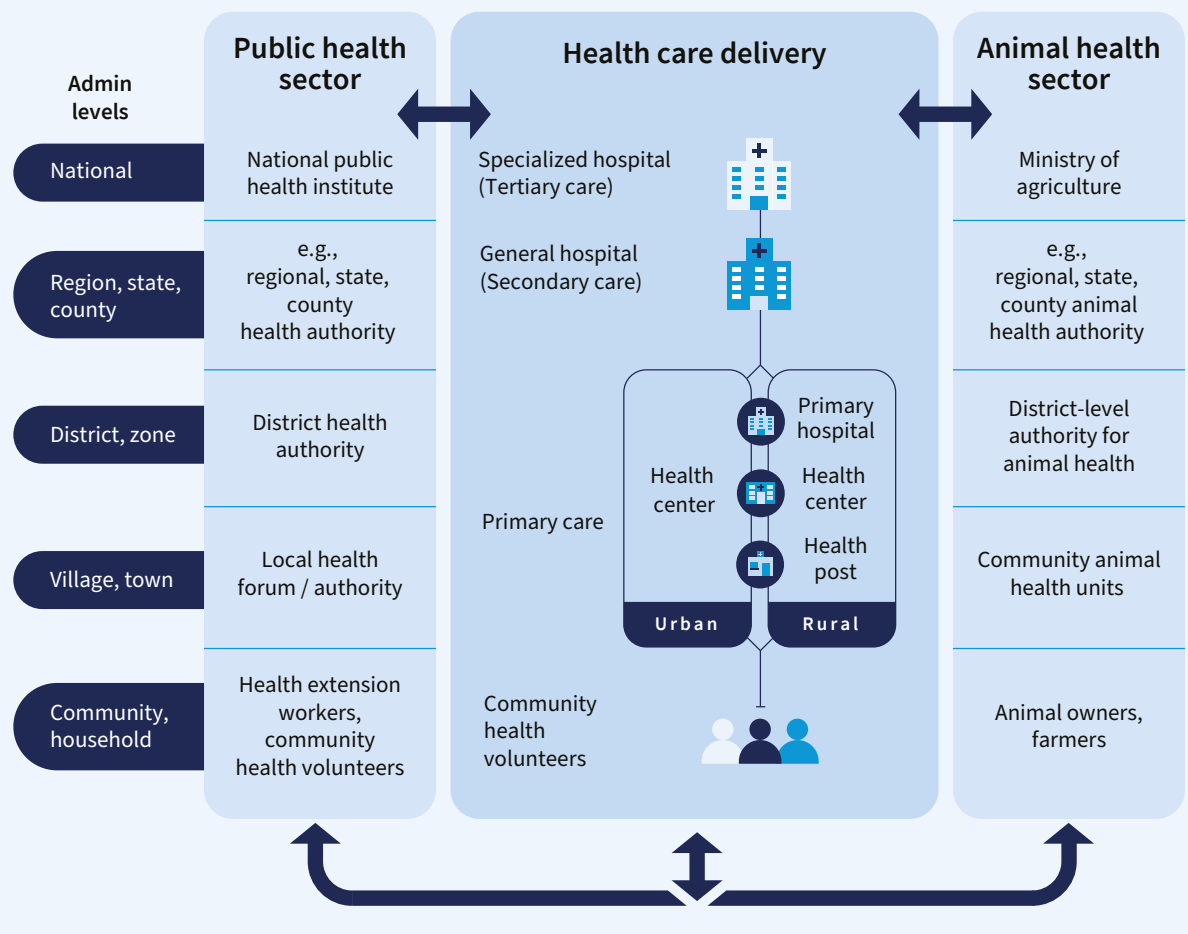 Admin
levels
Public health
sector
Health care delivery
Animal health
sector
National
National public
health institute
Specialized hospital
(Tertiary care)
Ministry of
agriculture
Region, state,
county
e.g.,
regional, state,
county
health authority
General hospital
(Secondary care)
e.g.,
regional, state,
county animal
health authority
District, zone
District health
authority
Primary care
Health
center
Urban
Primary
hospital
Health
center
Health
post
Rural
District-level
authority for
animal health
Village, town
Local health
forum / authority
Community animal
health units
Community,
household
Health extension
workers,
community
health volunteers
Community
health
volunteers
Animal owners,
farmers